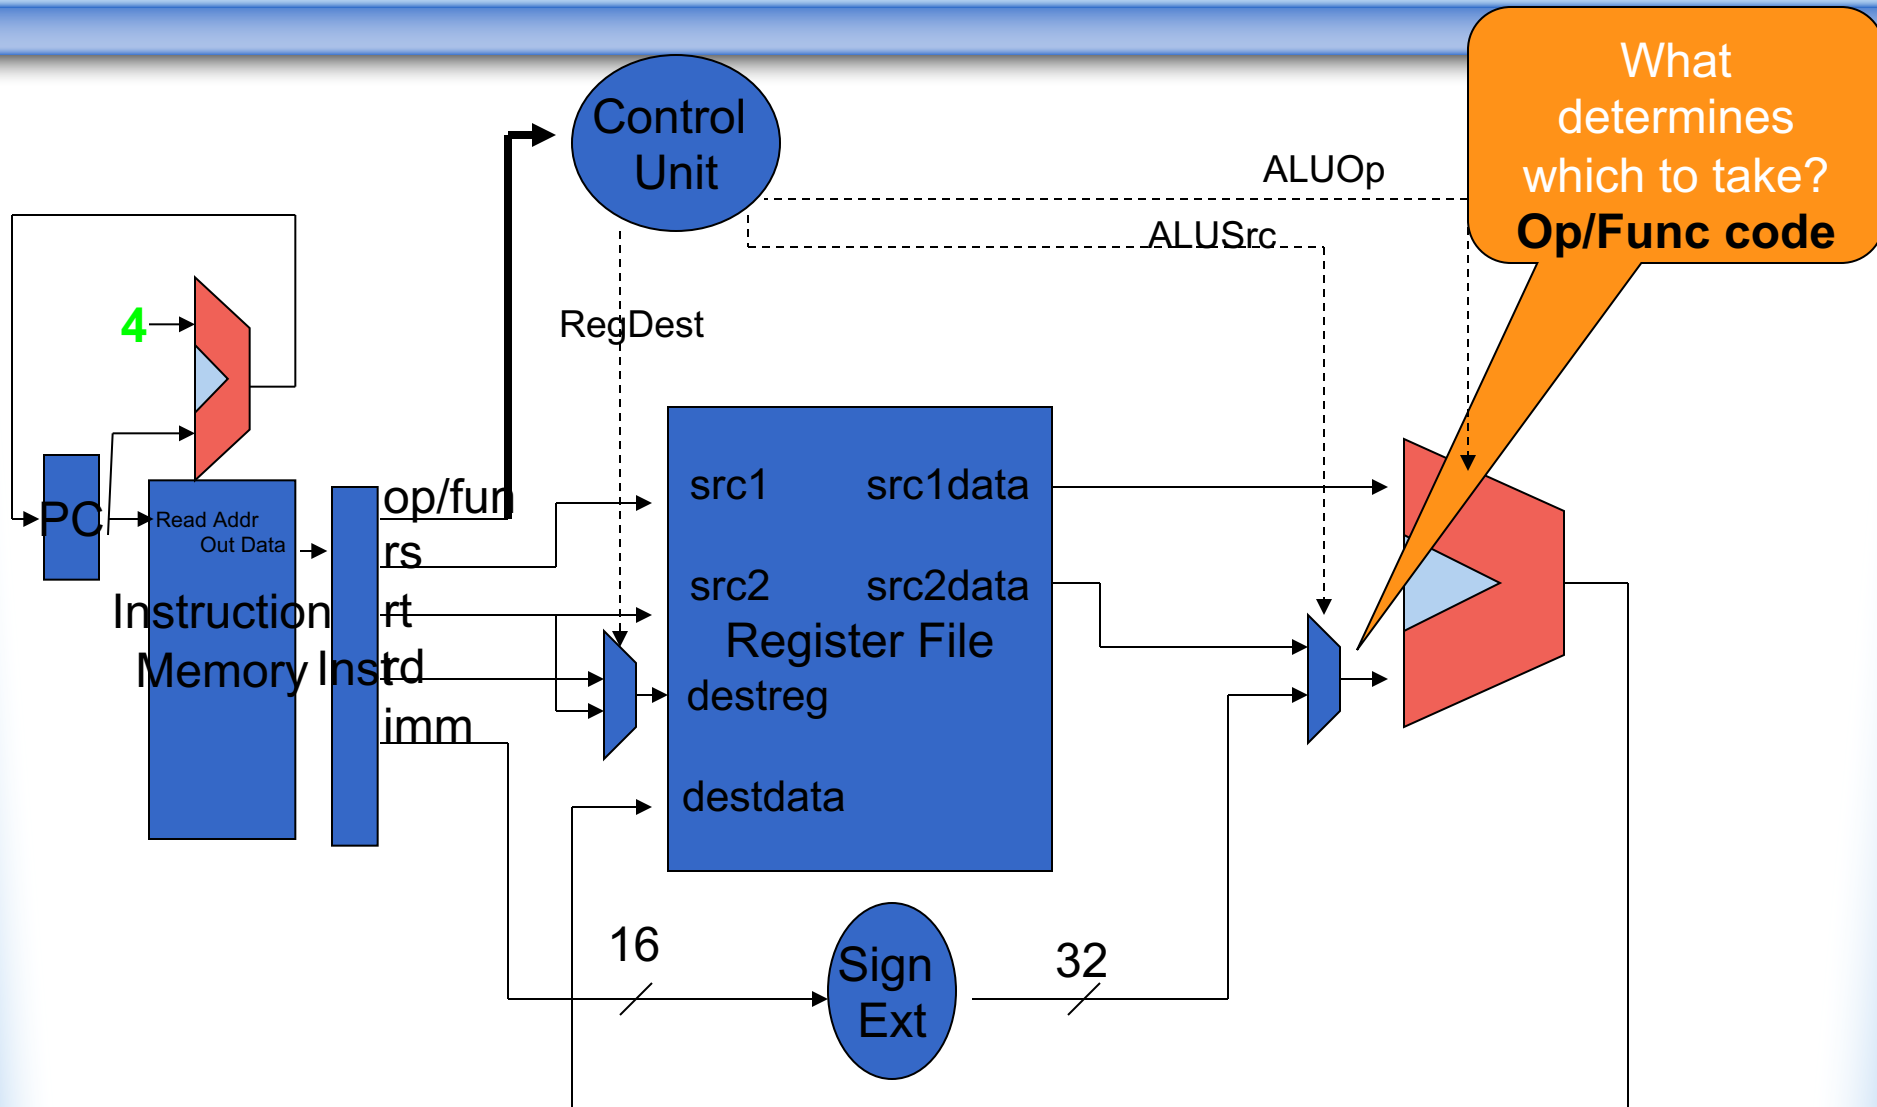 What
determines
which to take?
Op/Func code
Control
Unit
ALUOp
ALUSrc
RegDest
4
PC
Read Addr
Out Data
Instruction
Memory
Inst
op/fun
rs
rt
rd
imm
src1
src1data
src2
src2data
Register File
destreg
destdata
16
Sign
Ext
32